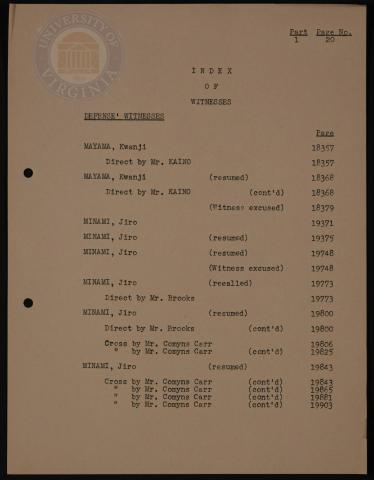 UNIVERSITY OF VIRGINIA
Part Page No.
1 20
INDEX
OF
WITNESSES
DEFENSE' WITNESSES
Page
MAYAMA, Kwanji 18357
Direct by Mr. KAINO 18357
MAYAMA, Kwanji (resumed) 18368
Direct by Mr. KAINO (cont'd) 18368
(Witness excused) 18379
MINAMI, Jiro 19371
MINAMI, Jiro (resumed) 19375
MINAMI, Jiro (resumed) 19748
(Witness excused) 19748
MINAMI, Jiro (recalled) 19773
Direct by Mr. Brooks 19773
MINAMI, Jiro (resumed) 19800
Direct by Mr. Brooks (cont'd) 19800
Cross by Mr. Comyns Carr 19806
" by Mr. Comyns Carr (cont'd) 19825
MINAMI, Jiro (resumed) 19843
Cross by Mr. Comyns Carr (cont'd) 19843
" by Mr. Comyns Carr (cont'd) 19865
" by Mr. Comyns Carr (cont'd) 19881
" by Mr. Comyns Carr (cont'd) 19903